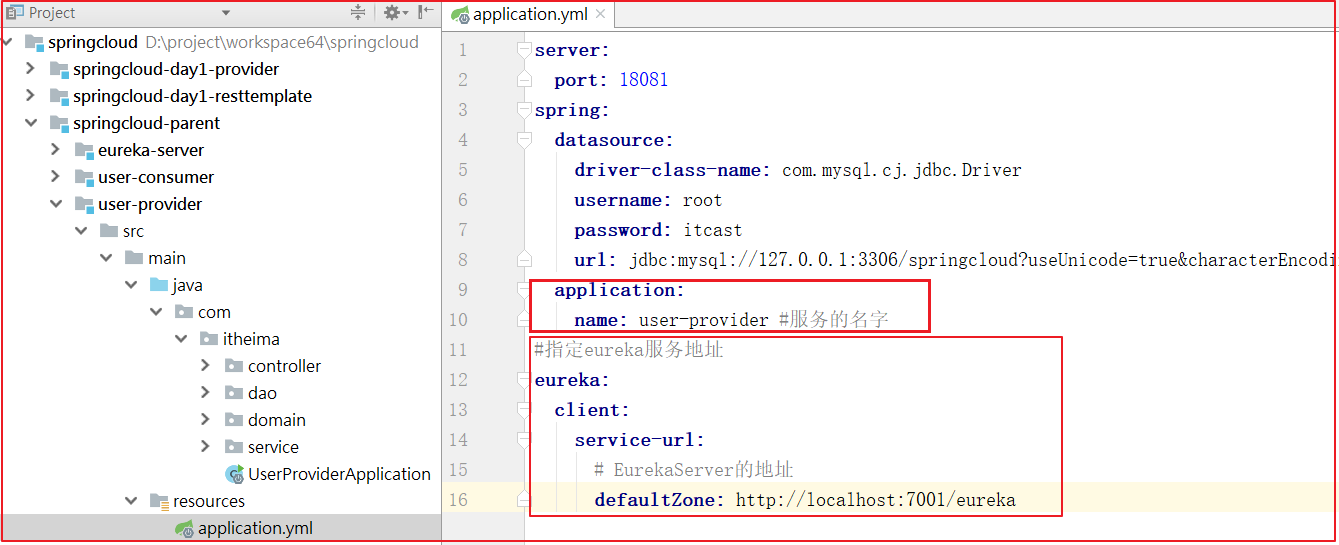 Project
springcloud D:\project\workspace64\springcloud
springcloud-day1-provider
springcloud-day1-resttemplate
springcloud-parent
eureka-server
user-consumer
user-provider
src
main
java
com
itheima
controller
dao
domain
service
UserProviderApplication
resources
application.yml
application.yml
1 server:
2 port: 18081
3 spring:
4 datasource:
5 driver-class-name: com.mysql.cj.jdbc.Driver
6 username: root
7 password: itcast
8 url: jdbc:mysql://127.0.0.1:3306/springcloud?useUnicode=true&characterEncodi
9 application:
10 name: user-provider #服务的名字
11 #指定eureka服务地址
12 eureka:
13 client:
14 service-url:
15 # EurekaServer的地址
16 defaultZone: http://localhost:7001/eureka